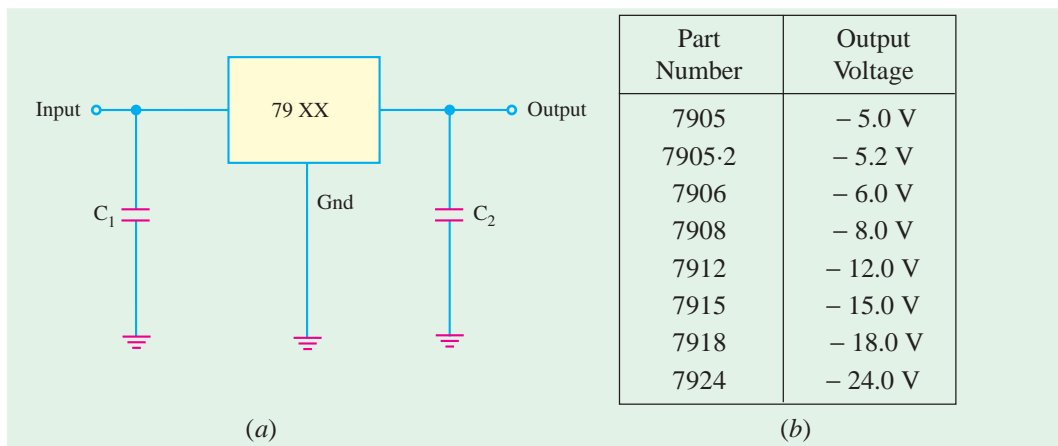 Input
79 XX
Output
C1
Gnd
C2
(a)
Part Number
Output Voltage
7905 – 5.0 V
7905·2 – 5.2 V
7906 – 6.0 V
7908 – 8.0 V
7912 – 12.0 V
7915 – 15.0 V
7918 – 18.0 V
7924 – 24.0 V
(b)